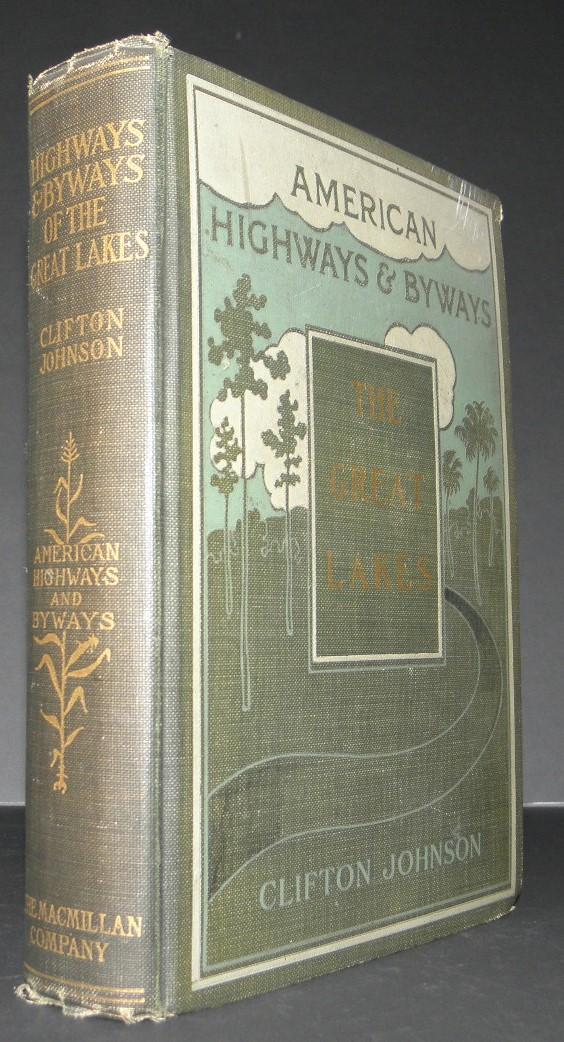 HIGHWAYS
& BYWAYS
OF THE
GREAT LAKES
CLIFTON
JOHNSON
AMERICAN
HIGHWAYS
AND
BYWAYS
THE MACMILLAN
COMPANY
AMERICAN
HIGHWAYS & BYWAYS
THE
GREAT
LAKES
CLIFTON JOHNSON